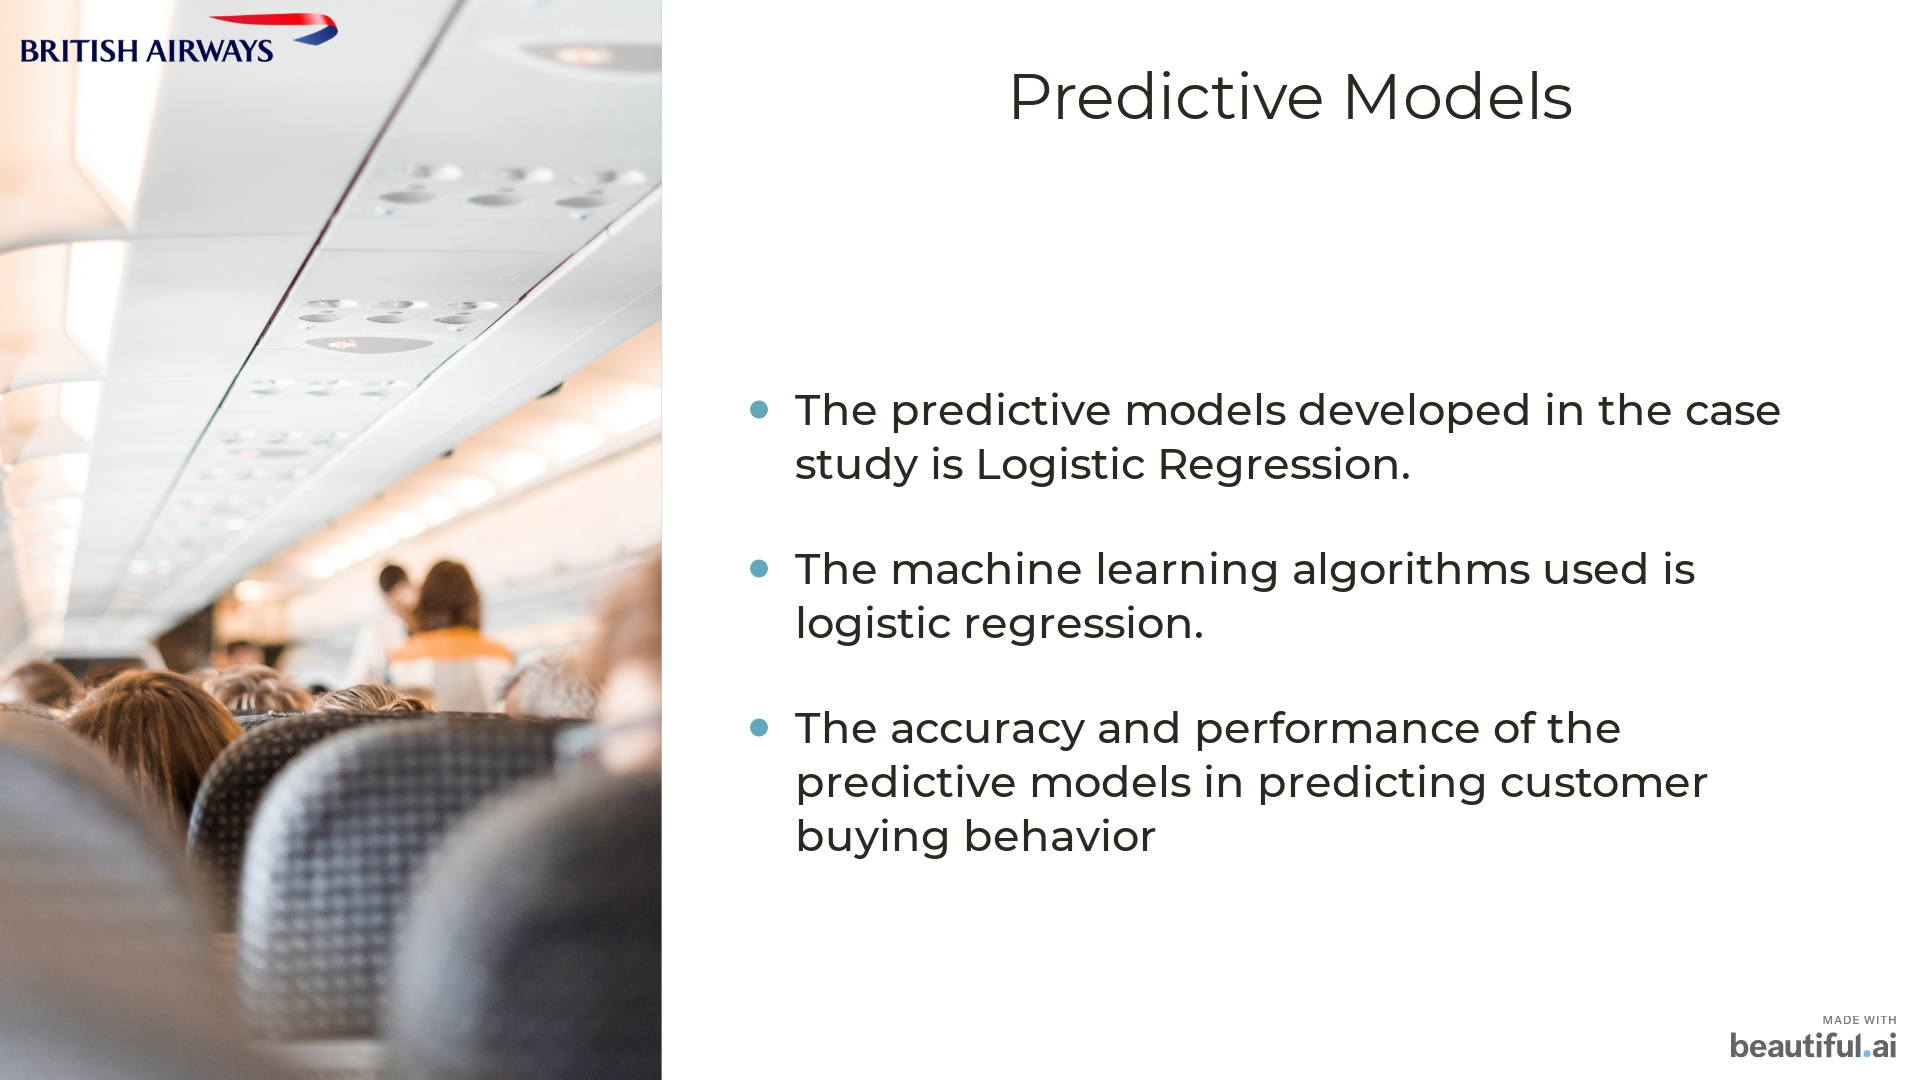 BRITISH AIRWAYS
Predictive Models
The predictive models developed in the case
study is Logistic Regression.
The machine learning algorithms used is
logistic regression.
The accuracy and performance of the
predictive models in predicting customer
buying behavior
MADE WITH
beautiful.ai